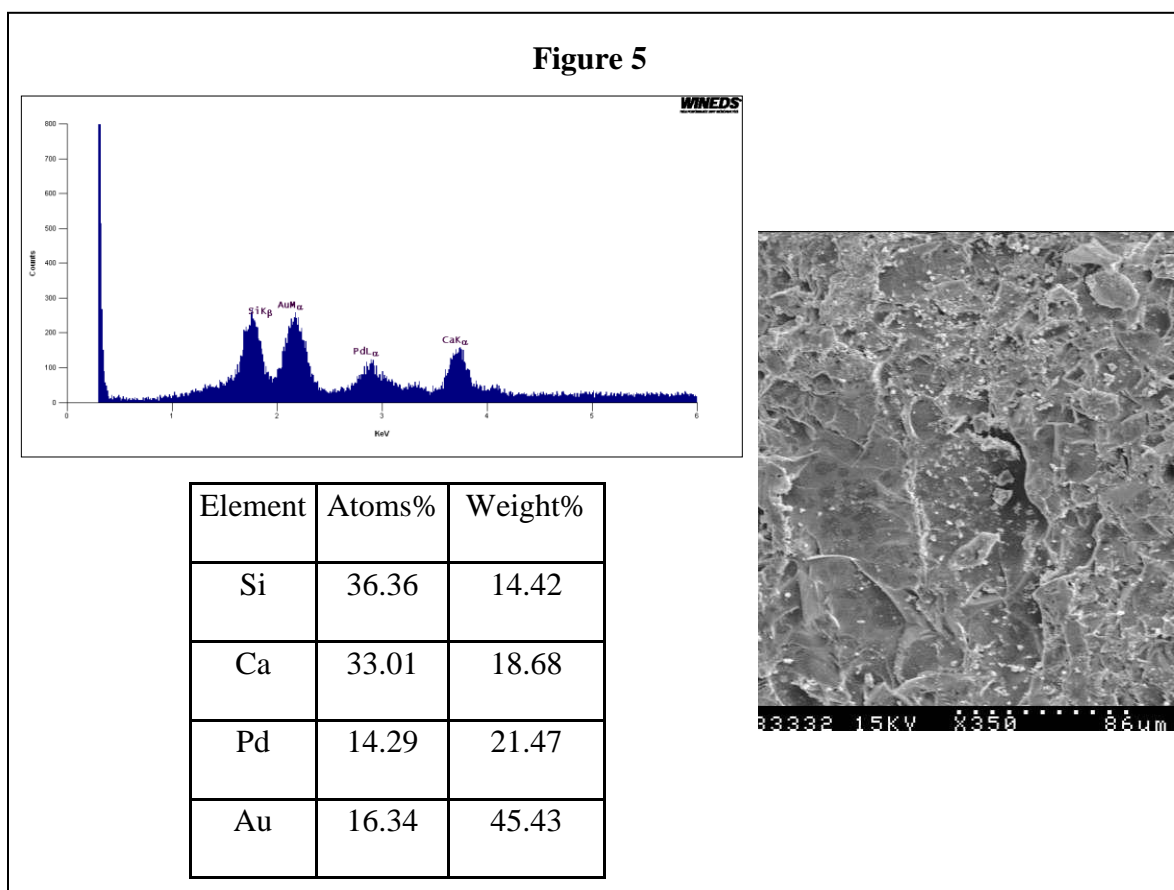 Figure 5
WINEDS
800
700
600
500
400
300
200
100
0
Counts
SiKβ
AuMα
PdLα
CaKα
0 1 2 3 4 5 6
KeV
Element Atoms% Weight%
Si 36.36 14.42
Ca 33.01 18.68
Pd 14.29 21.47
Au 16.34 45.43
33332 15KV X350 86µm